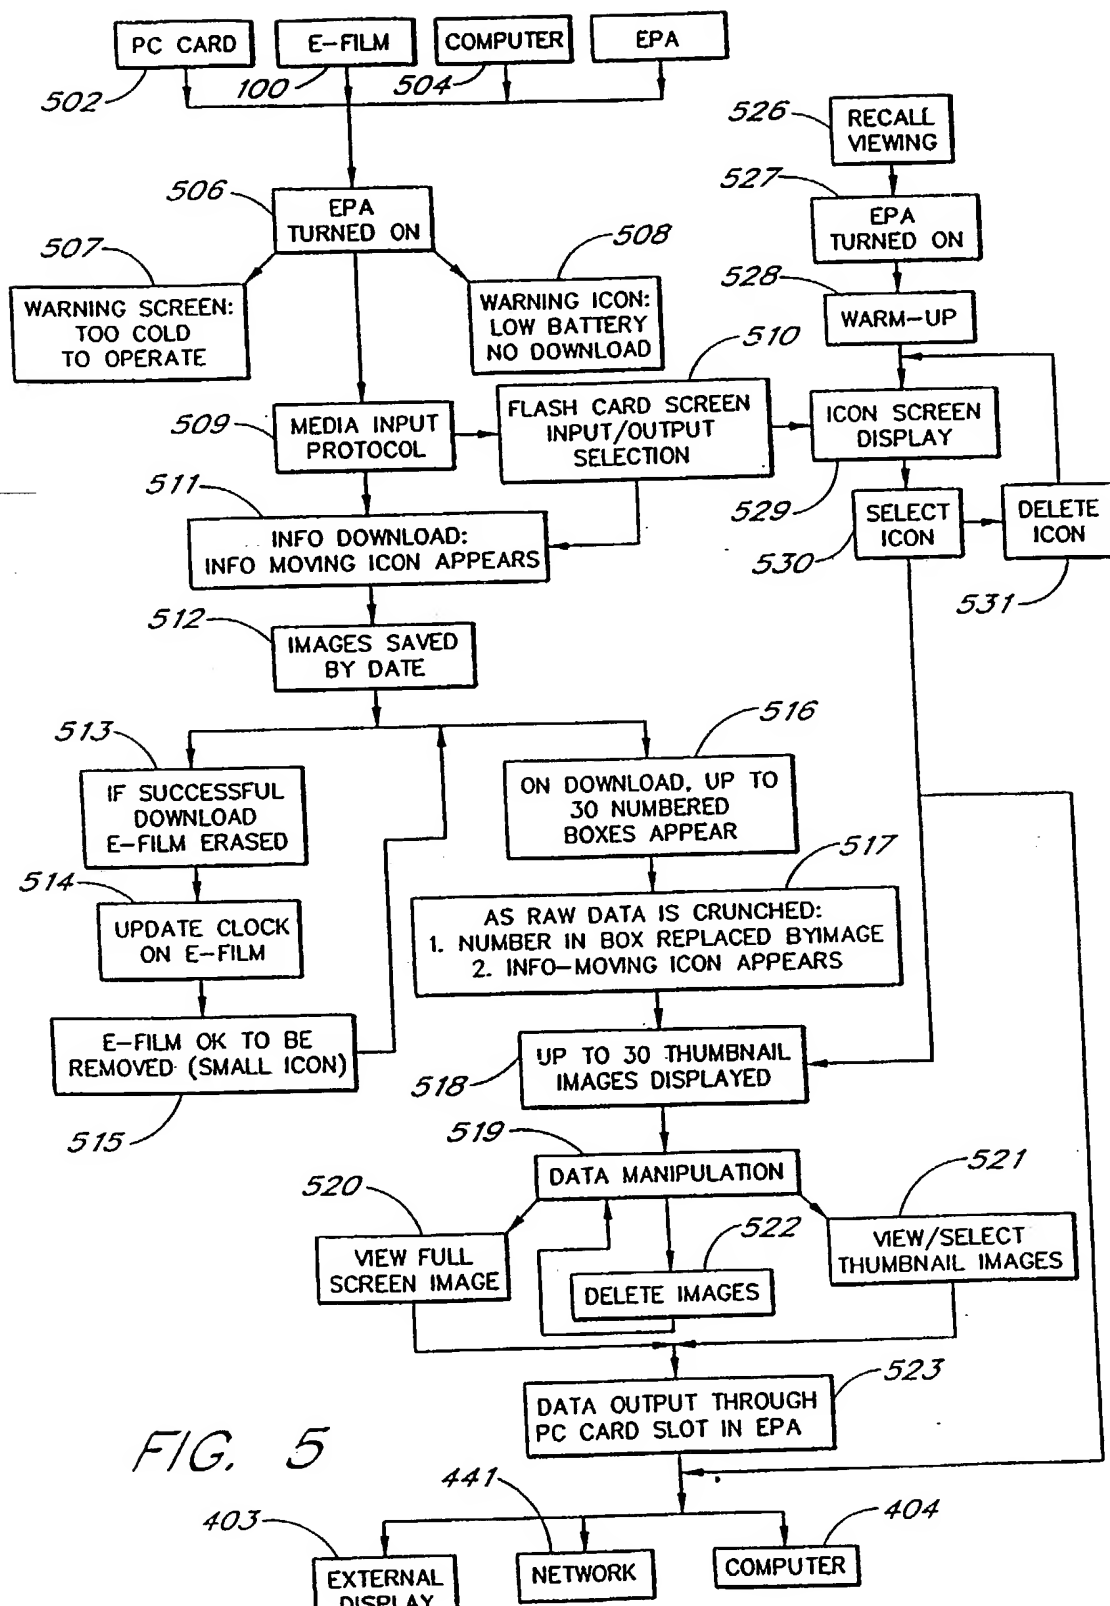 PC CARD
E-FILM
COMPUTER
EPA
502
100
504
526
RECALL
VIEWING
506
EPA
TURNED ON
527
EPA
TURNED ON
507
WARNING SCREEN:
TOO COLD
TO OPERATE
508
WARNING ICON:
LOW BATTERY
NO DOWNLOAD
528
WARM-UP
509
MEDIA INPUT
PROTOCOL
510
FLASH CARD SCREEN
INPUT/OUTPUT
SELECTION
ICON SCREEN
DISPLAY
529
511
INFO DOWNLOAD:
INFO MOVING ICON APPEARS
SELECT
ICON
530
DELETE
ICON
531
512
IMAGES SAVED
BY DATE
513
IF SUCCESSFUL
DOWNLOAD
E-FILM ERASED
516
ON DOWNLOAD, UP TO
30 NUMBERED
BOXES APPEAR
514
UPDATE CLOCK
ON E-FILM
517
AS RAW DATA IS CRUNCHED:
1. NUMBER IN BOX REPLACED BYIMAGE
2. INFO-MOVING ICON APPEARS
E-FILM OK TO BE
REMOVED (SMALL ICON)
515
518
UP TO 30 THUMBNAIL
IMAGES DISPLAYED
519
DATA MANIPULATION
520
VIEW FULL
SCREEN IMAGE
522
DELETE IMAGES
521
VIEW/SELECT
THUMBNAIL IMAGES
523
DATA OUTPUT THROUGH
PC CARD SLOT IN EPA
FIG. 5
403
EXTERNAL
DISPLAY
441
NETWORK
404
COMPUTER